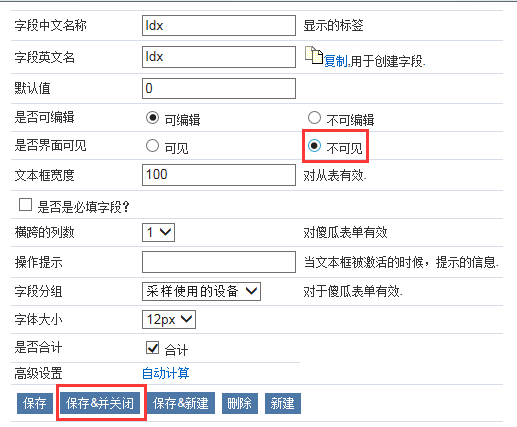 字段中文名称 Idx 显示的标签
字段英文名 Idx 复制,用于创建字段.
默认值 0
是否可编辑 可编辑 不可编辑
是否界面可见 可见 不可见
文本框宽度 100 对从表有效.
是否是必填字段?
横跨的列数 1 对傻瓜表单有效
操作提示 当文本框被激活的时候，提示的信息.
字段分组 采样使用的设备 对于傻瓜表单有效.
字体大小 12px
是否合计 合计
高级设置 自动计算
保存 保存&并关闭 保存&新建 删除 新建